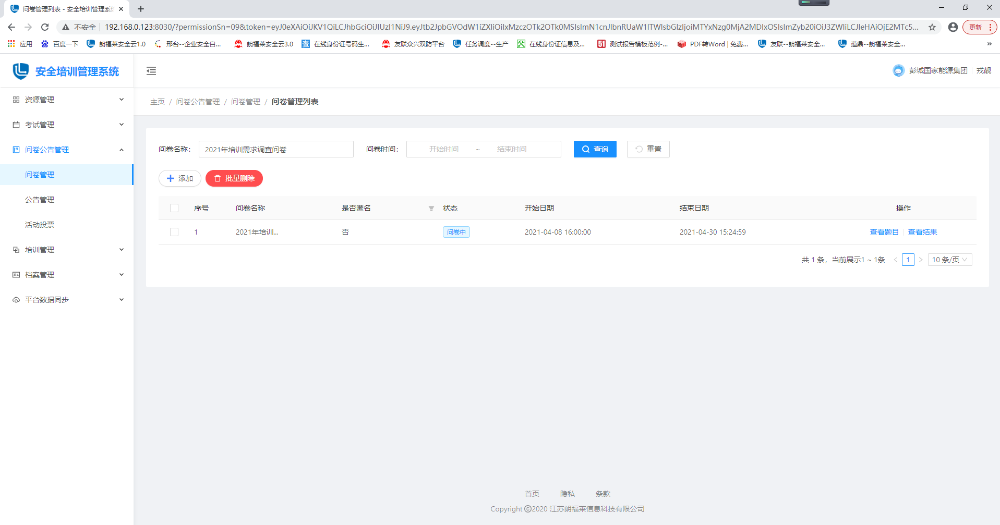 问卷管理列表 - 安全培训管理系统
不安全 192.168.0.123:8030/?permissionSn=09&token=eyJ0eXAiOiJKV1QiLCJhbGciOiJIUzI1NiJ9.eyJtb2JpbGVOdW1iZXIiOiIxMzczOTk2OTk0MSIsImN1cnJlbnRUaW1lTWlsbGlzIjoiMTYxNzg0MjA2MDIxOSIsImZyb20iOiJ3ZWIiLCJleHAiOjE2MTc5... 更新
应用 百度一下 朗福莱安全云1.0 邢台--企业安全自... 朗福莱安全云3.0 在线身份证号码生... 友联众兴双防平台 任务调度--生产 在线身份证信息及... 测试报告模板范例-... PDF转Word | 免费... 友联--朗福莱安全... 蕴鼎--朗福莱安全... »
安全培训管理系统
彭城国家能源集团 戎靓
主页 / 问卷公告管理 / 问卷管理 / 问卷管理列表
资源管理
考试管理
问卷公告管理
问卷管理
公告管理
活动投票
培训管理
档案管理
平台数据同步
问卷名称： 2021年培训需求调查问卷 问卷时间： 开始时间 ~ 结束时间 查询 重置
添加 批量删除
序号 问卷名称 是否匿名 状态 开始日期 结束日期 操作
1 2021年培训... 否 问卷中 2021-04-08 16:00:00 2021-04-30 15:24:59 查看题目 查看结果
共 1 条，当前展示1 ~ 1条 < 1 > 10 条/页
首页 隐私 条款
Copyright ©2020 江苏朗福莱信息科技有限公司